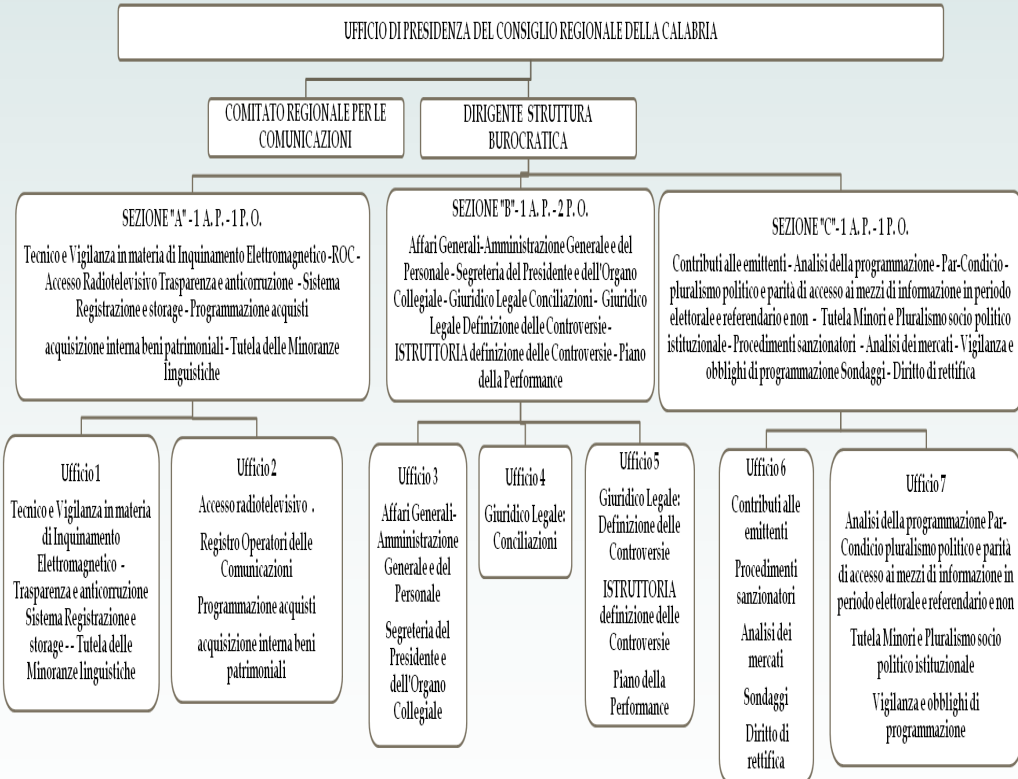 UFFICIO DI PRESIDENZA DEL CONSIGLIO REGIONALE DELLA CALABRIA
COMITATO REGIONALE PER LE
COMUNICAZIONI
DIRIGENTE STRUTTURA
BUROCRATICA
SEZIONE "A" - 1 A. P. - 1 P. O.
Tecnico e Vigilanza in materia di Inquinamento Elettromagnetico -ROC -
Accesso Radiotelevisivo Trasparenza e anticorruzione - Sistema
Registrazione e storage - Programmazione acquisti
acquisizione interna beni patrimoniali - Tutela delle Minoranze
linguistiche
SEZIONE "B"- 1 A. P. - 2 P. O.
Affari Generali-Amministrazione Generale e del
Personale - Segreteria del Presidente e dell'Organo
Collegiale - Giuridico Legale Conciliazioni - Giuridico
Legale Definizione delle Controversie -
ISTRUTTORIA definizione delle Controversie - Piano
della Performance
SEZIONE "C"- 1 A. P. - 1 P. O.
Contributi alle emittenti - Analisi della programmazione - Par-Condicio -
pluralismo politico e parità di accesso ai mezzi di informazione in periodo
elettorale e referendario e non - Tutela Minori e Pluralismo socio politico
istituzionale - Procedimenti sanzionatori - Analisi dei mercati - Vigilanza e
obblighi di programmazione Sondaggi - Diritto di rettifica
Ufficio 1
Tecnico e Vigilanza in materia
di Inquinamento
Elettromagnetico -
Trasparenza e anticorruzione
Sistema Registrazione e
storage - - Tutela delle
Minoranze linguistiche
Ufficio 2
Accesso radiotelevisivo .
Registro Operatori delle
Comunicazioni
Programmazione acquisti
acquisizione interna beni
patrimoniali
Ufficio 3
Affari Generali-
Amministrazione
Generale e del
Personale
Segreteria del
Presidente e
dell'Organo
Collegiale
Ufficio 4
Giuridico Legale:
Conciliazioni
Ufficio 5
Giuridico Legale:
Definizione delle
Controversie
ISTRUTTORIA
definizione delle
Controversie
Piano della
Performance
Ufficio 6
Contributi alle
emittenti
Procedimenti
sanzionatori
Analisi dei
mercati
Sondaggi
Diritto di
rettifica
Ufficio 7
Analisi della programmazione Par-
Condicio pluralismo politico e parità
di accesso ai mezzi di informazione in
periodo elettorale e referendario e non
Tutela Minori e Pluralismo socio
politico istituzionale
Vigilanza e obblighi di
programmazione